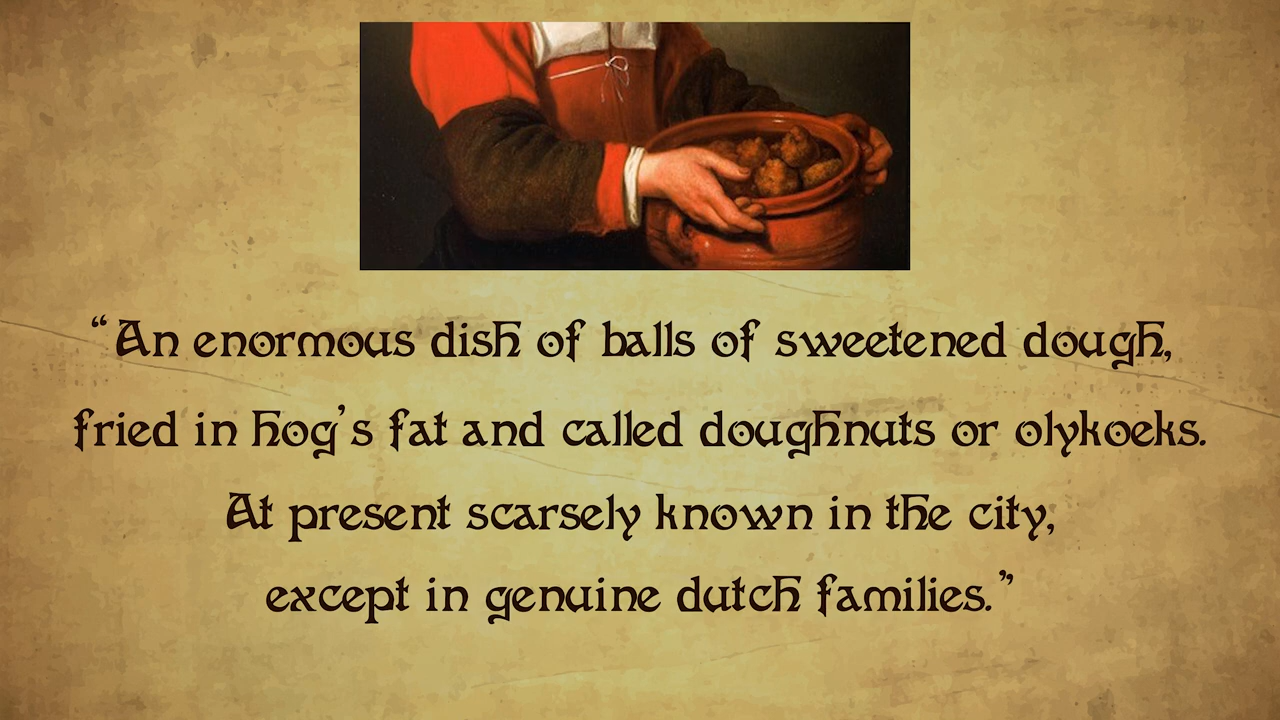 “An enormous dish of balls of sweetened dough,
fried in hog’s fat and called doughnuts or olykoeks.
At present scarsely known in the city,
except in genuine dutch families.”